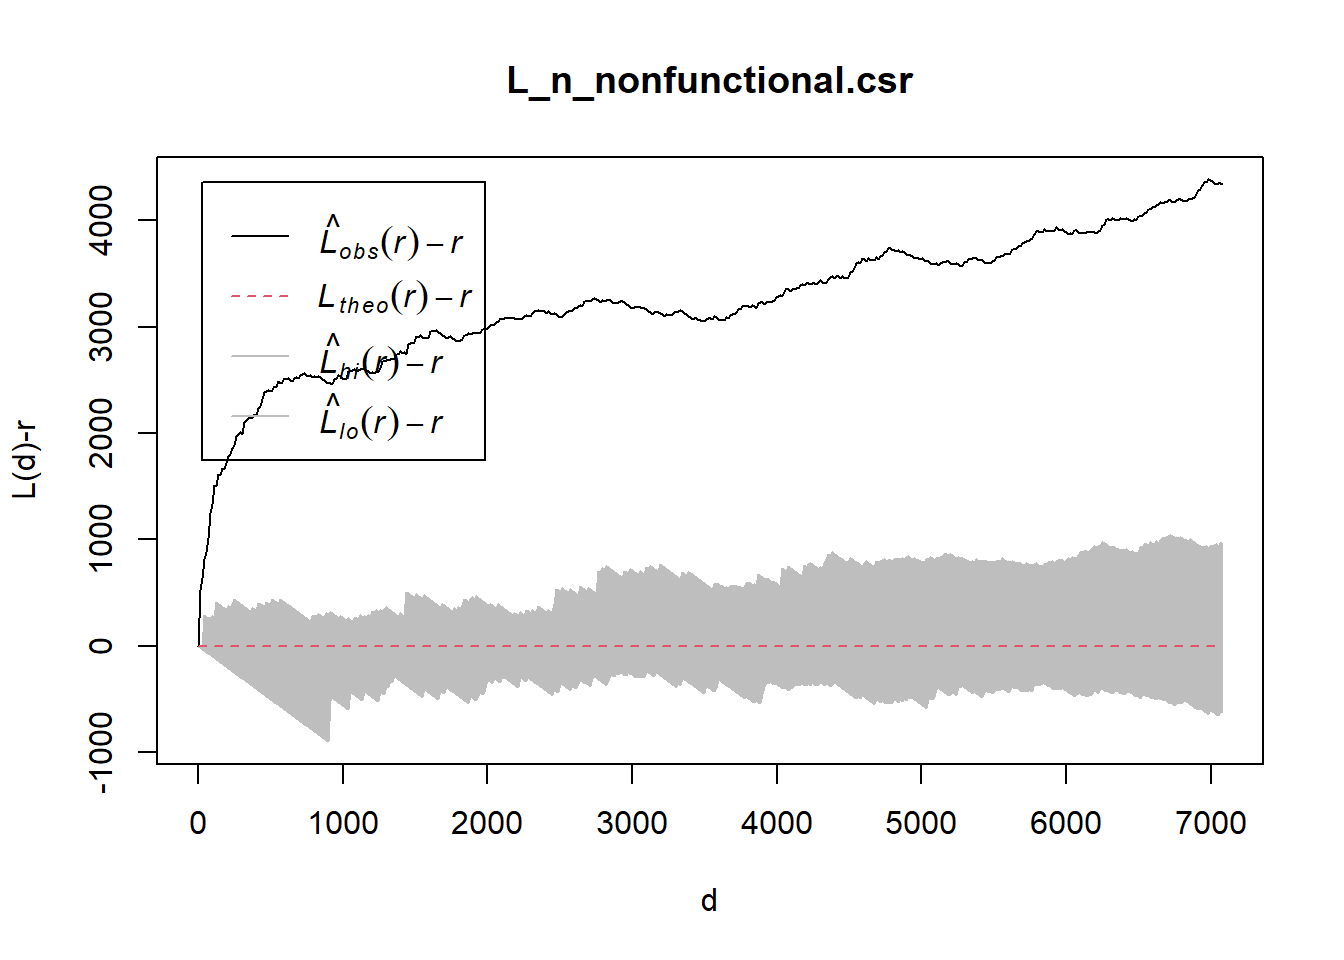 L_n_nonfunctional.csr
L̂obs(r) − r
Ltheo(r) − r
L̂hi(r) − r
L̂lo(r) − r
L(d)-r
4000
3000
2000
1000
0
-1000
0 1000 2000 3000 4000 5000 6000 7000
d